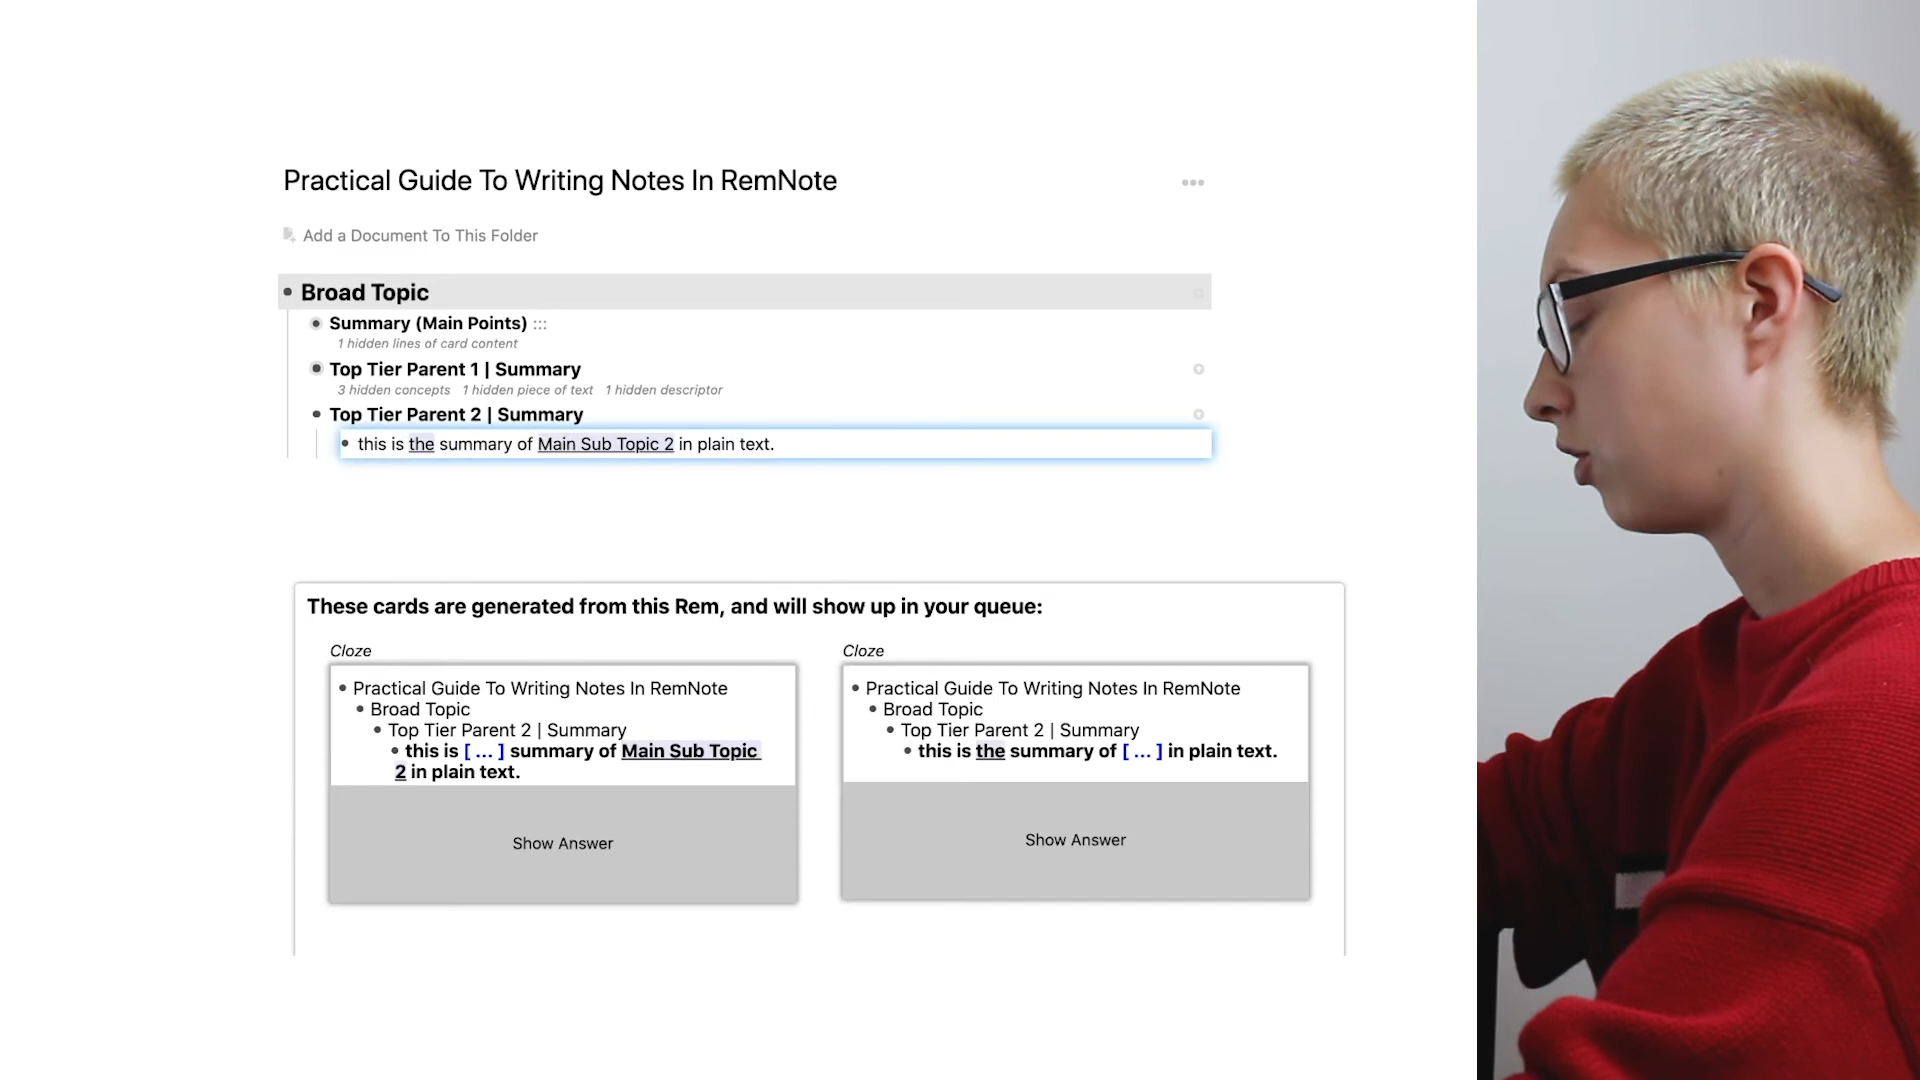 Practical Guide To Writing Notes In RemNote
Add a Document To This Folder
Broad Topic
Summary (Main Points) :::
1 hidden lines of card content
Top Tier Parent 1 | Summary
3 hidden concepts 1 hidden piece of text 1 hidden descriptor
Top Tier Parent 2 | Summary
this is the summary of Main Sub Topic 2 in plain text.
These cards are generated from this Rem, and will show up in your queue:
Cloze
Practical Guide To Writing Notes In RemNote
Broad Topic
Top Tier Parent 2 | Summary
this is [ ... ] summary of Main Sub Topic
2 in plain text.
Show Answer
Cloze
Practical Guide To Writing Notes In RemNote
Broad Topic
Top Tier Parent 2 | Summary
this is the summary of [ ... ] in plain text.
Show Answer